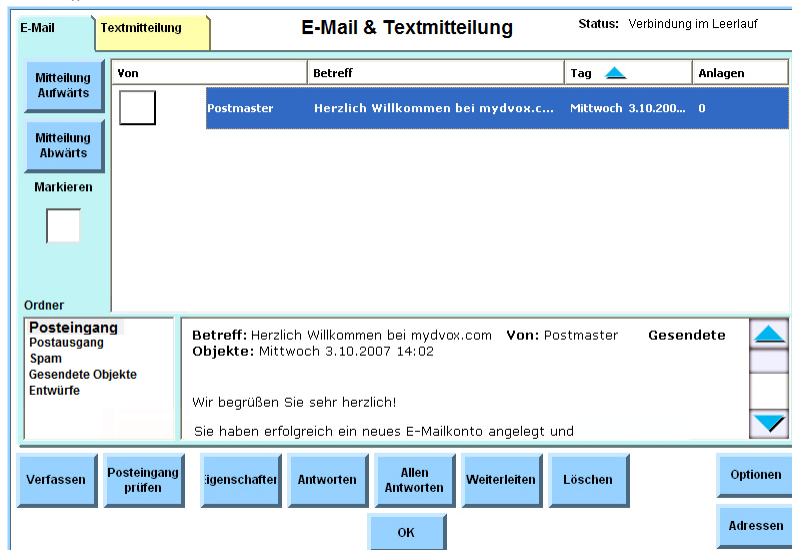 E-Mail
Textmitteilung
E-Mail & Textmitteilung
Status: Verbindung im Leerlauf
Mitteilung
Aufwärts
Mitteilung
Abwärts
Markieren
Von Betreff Tag Anlagen
Postmaster Herzlich Willkommen bei mydvox.c... Mittwoch 3.10.200... 0
Ordner
Posteingang
Postausgang
Spam
Gesendete Objekte
Entwürfe
Betreff: Herzlich Willkommen bei mydvox.com Von: Postmaster Gesendete
Objekte: Mittwoch 3.10.2007 14:02
Wir begrüßen Sie sehr herzlich!
Sie haben erfolgreich ein neues E-Mailkonto angelegt und
Verfassen
Posteingang
prüfen
igenschafter
Antworten
Allen
Antworten
Weiterleiten
Löschen
Optionen
OK
Adressen